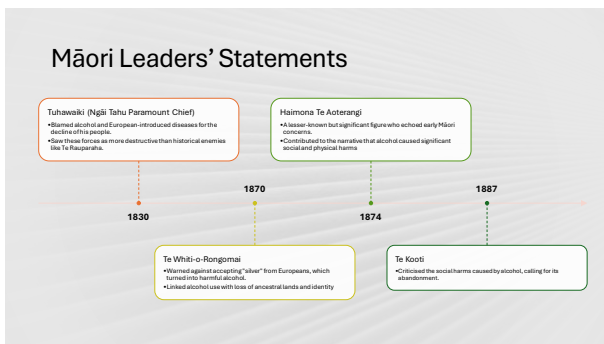 Māori Leaders’ Statements
Tuhawaiki (Ngāi Tahu Paramount Chief)
•Blamed alcohol and European-introduced diseases for the
decline of his people.
•Saw these forces as more destructive than historical enemies
like Te Rauparaha.
Haimona Te Aoterangi
•A lesser-known but significant figure who echoed early Māori
concerns.
•Contributed to the narrative that alcohol caused significant
social and physical harms
1830
1870
1874
1887
Te Whiti-o-Rongomai
•Warned against accepting "silver" from Europeans, which
turned into harmful alcohol.
•Linked alcohol use with loss of ancestral lands and identity
Te Kooti
•Criticised the social harms caused by alcohol, calling for its
abandonment.